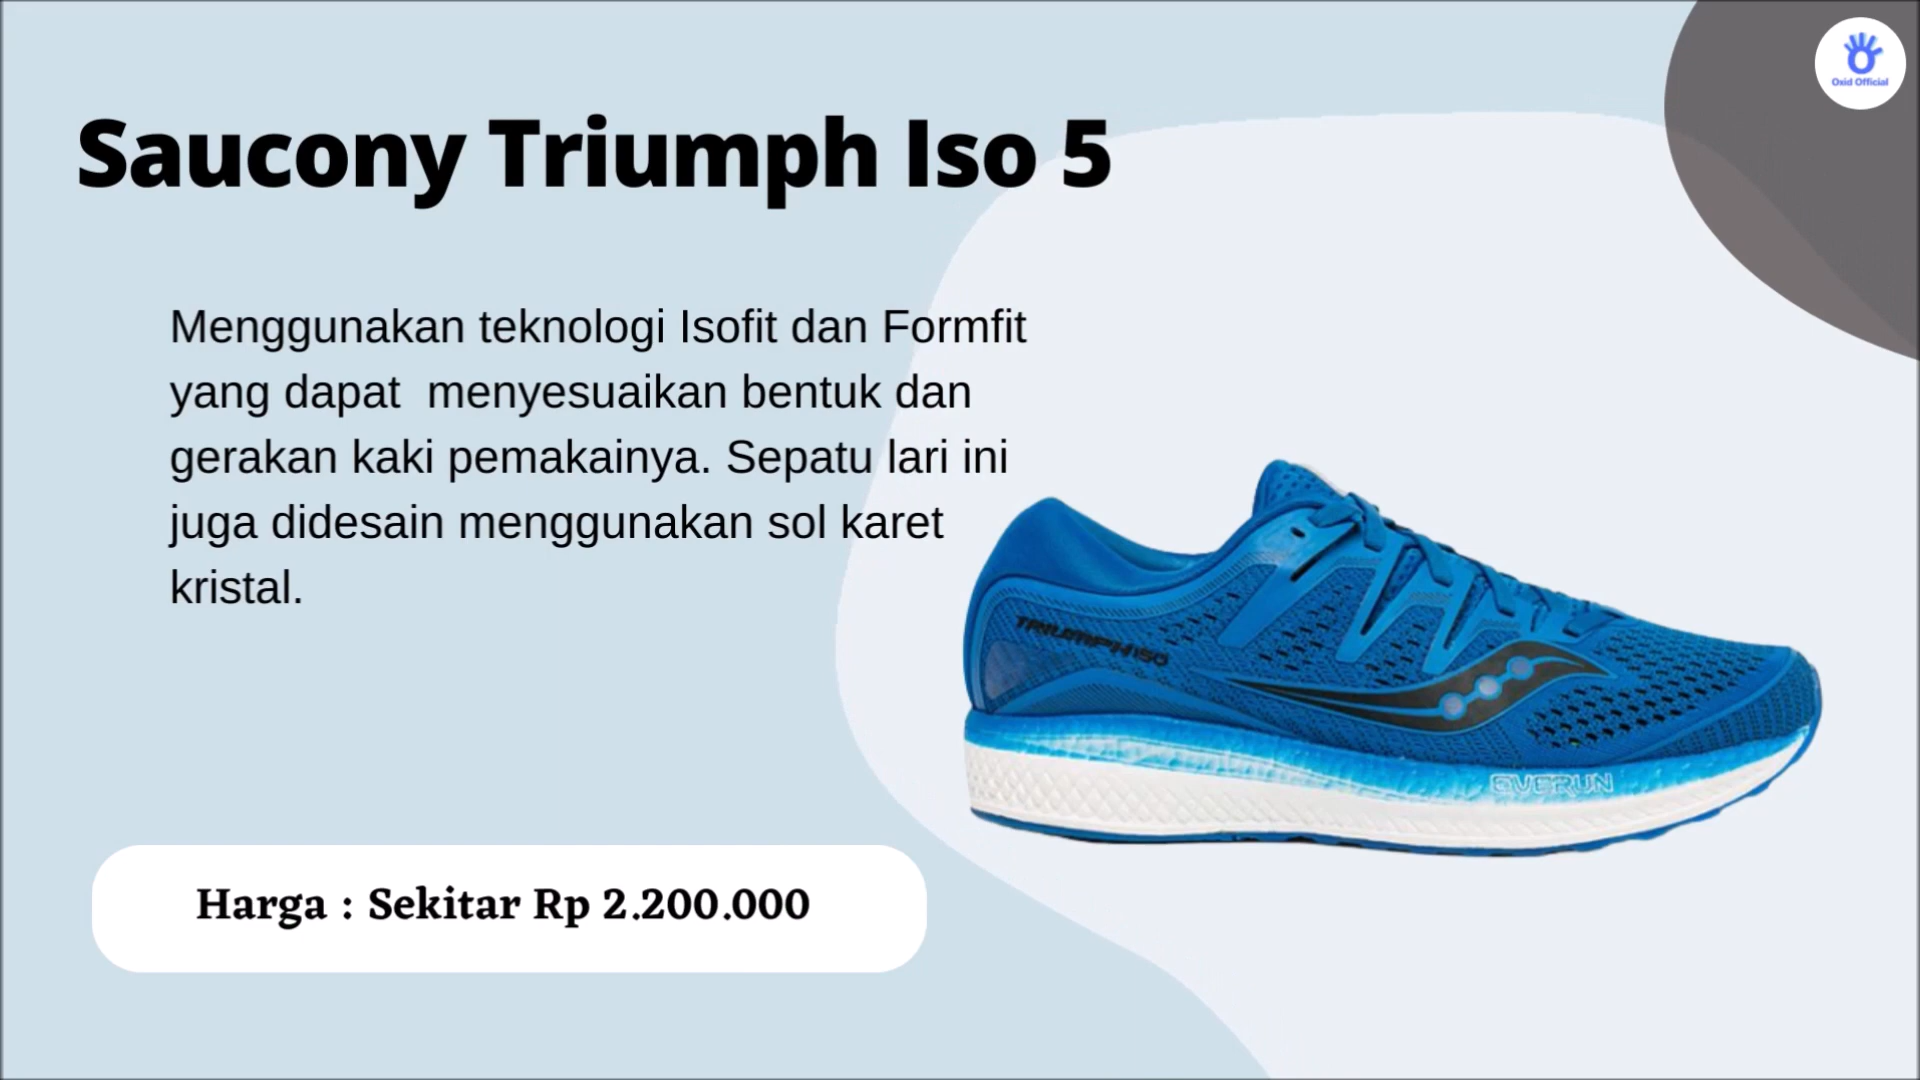 Oxid Official
Saucony Triumph Iso 5
Menggunakan teknologi Isofit dan Formfit
yang dapat  menyesuaikan bentuk dan
gerakan kaki pemakainya. Sepatu lari ini
juga didesain menggunakan sol karet
kristal.
TRIUMPH ISO
EVERUN
Harga : Sekitar Rp 2.200.000